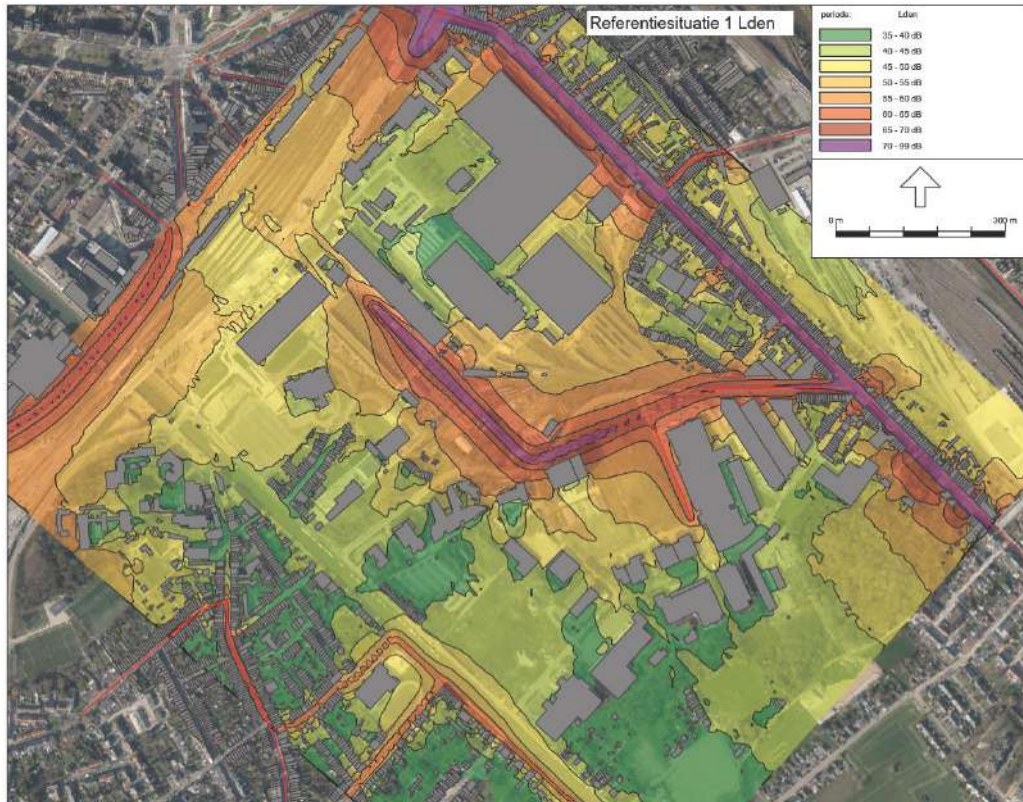 Referentiesituatie 1 Lden
periode: Lden
35 - 40 dB
40 - 45 dB
45 - 50 dB
50 - 55 dB
55 - 60 dB
60 - 65 dB
65 - 70 dB
70 - 99 dB
0 m 300 m